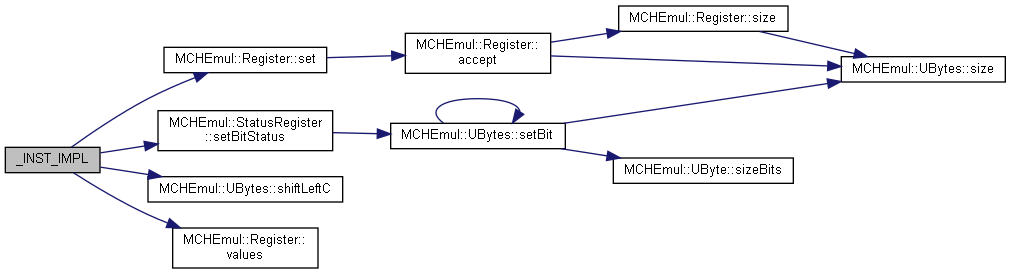 _INST_IMPL
MCHEmul::Register::set
MCHEmul::Register::
accept
MCHEmul::Register::size
MCHEmul::UBytes::size
MCHEmul::StatusRegister
::setBitStatus
MCHEmul::UBytes::setBit
MCHEmul::UByte::sizeBits
MCHEmul::UBytes::shiftLeftC
MCHEmul::Register::
values